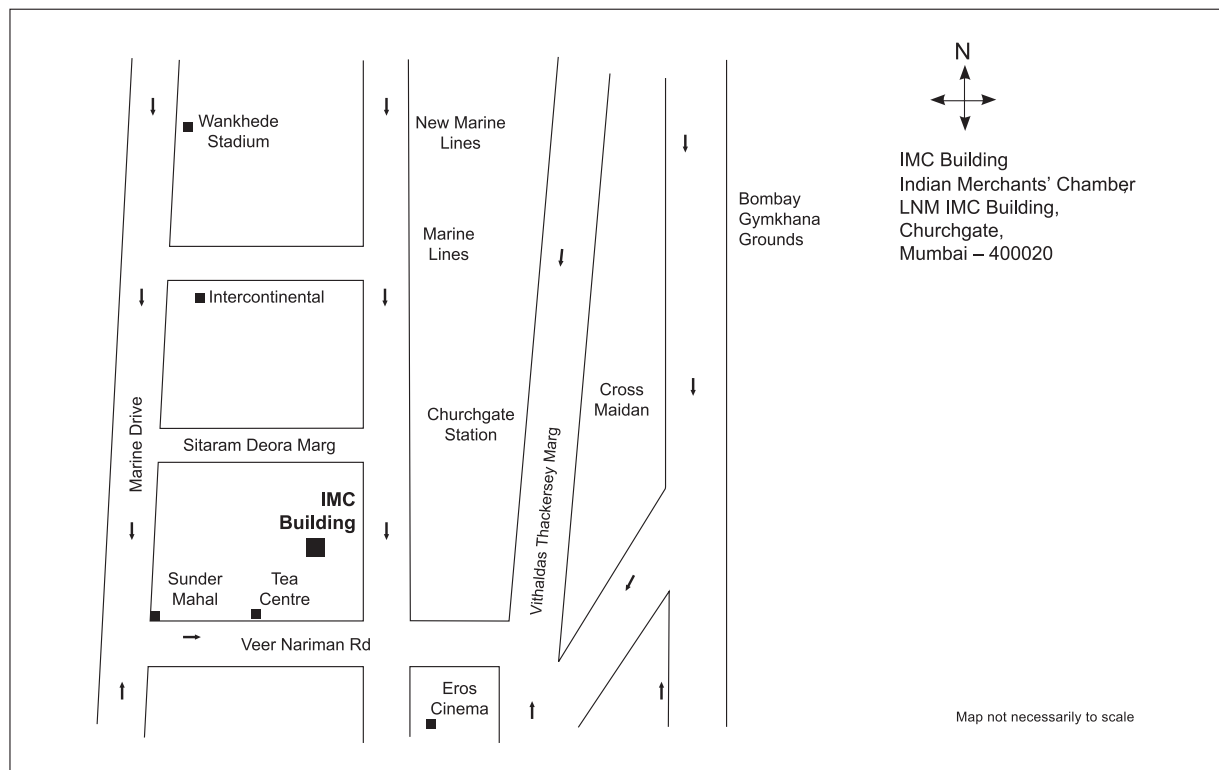 N
IMC Building
Indian Merchants’ Chamber,
LNM IMC Building,
Churchgate,
Mumbai – 400020
Wankhede
Stadium
New Marine
Lines
Bombay
Gymkhana
Grounds
Marine
Lines
Intercontinental
Cross
Maidan
Churchgate
Station
Marine Drive
Sitaram Deora Marg
Vithaldas Thackersey Marg
IMC
Building
Sunder
Mahal
Tea
Centre
Veer Nariman Rd
Eros
Cinema
Map not necessarily to scale